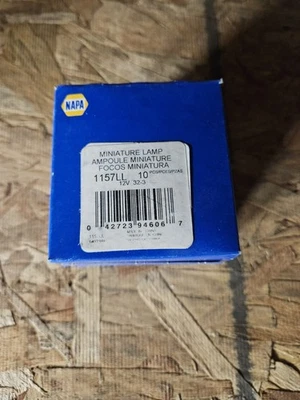 NAPA
MINIATURE LAMP
AMPOULE MINIATURE
FOCOS MINIATURA
1157LL 10
12V 32-3
0 42723 94606 7